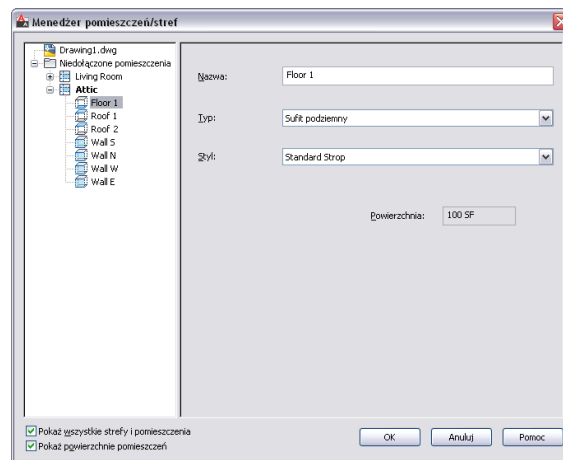 Menedżer pomieszczeń/stref
Drawing1.dwg
Niedołączone pomieszczenia
Living Room
Attic
Floor 1
Roof 1
Roof 2
Wall S
Wall N
Wall W
Wall E
Nazwa: Floor 1
Typ: Sufit podziemny
Styl: Standard Strop
Powierzchnia: 100 SF
Pokaż wszystkie strefy i pomieszczenia
Pokaż powierzchnie pomieszczeń
OK Anuluj Pomoc